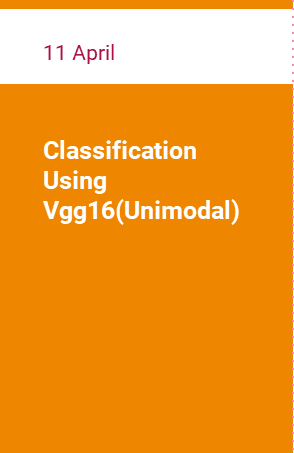 11 April
Classification
Using
Vgg16(Unimodal)